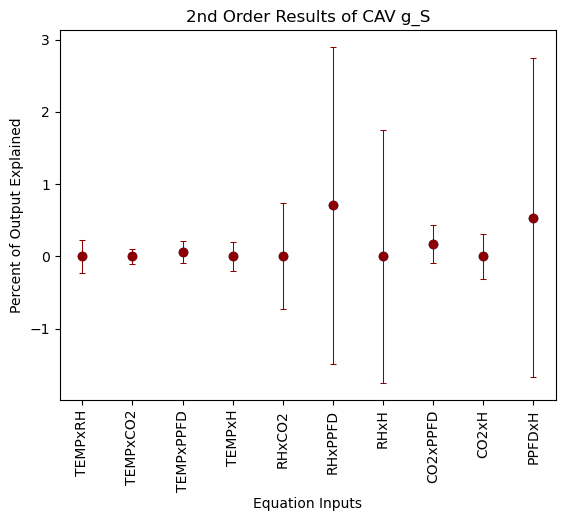 2nd Order Results of CAV g_S
Percent of Output Explained
3
2
1
0
−1
TEMPxRH
TEMPxCO2
TEMPxPPFD
TEMPxH
RHxCO2
RHxPPFD
RHxH
CO2xPPFD
CO2xH
PPFDxH
Equation Inputs